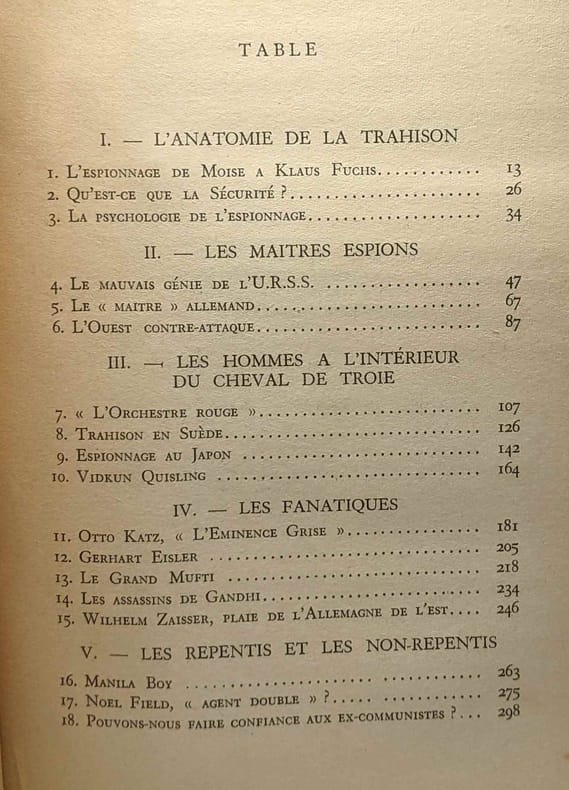 TABLE
I. — L'ANATOMIE DE LA TRAHISON
1. L'ESPIONNAGE DE MOISE A KLAUS FUCHS............ 13
2. QU'EST-CE QUE LA SÉCURITÉ ?.................... 26
3. LA PSYCHOLOGIE DE L'ESPIONNAGE.................. 34
II. — LES MAITRES ESPIONS
4. LE MAUVAIS GÉNIE DE L'U.R.S.S. .................. 47
5. LE « MAITRE » ALLEMAND........................ 67
6. L'OUEST CONTRE-ATTAQUE........................ 87
III. — LES HOMMES A L'INTÉRIEUR
DU CHEVAL DE TROIE
7. « L'ORCHESTRE ROUGE »........................ 107
8. TRAHISON EN SUÈDE............................ 126
9. ESPIONNAGE AU JAPON .......................... 142
10. VIDKUN QUISLING ............................ 164
IV. — LES FANATIQUES
11. OTTO KATZ, « L'EMINENCE GRISE »............... 181
12. GERHART EISLER ............................. 205
13. LE GRAND MUFTI ............................ 218
14. LES ASSASSINS DE GANDHI........................ 234
15. WILHELM ZAISSER, PLAIE DE L'ALLEMAGNE DE L'EST.... 246
V. — LES REPENTIS ET LES NON-REPENTIS
16. MANILA BOY ................................ 263
17. NOEL FIELD, « AGENT DOUBLE » ?................. 275
18. POUVONS-NOUS FAIRE CONFIANCE AUX EX-COMMUNISTES ?... 298